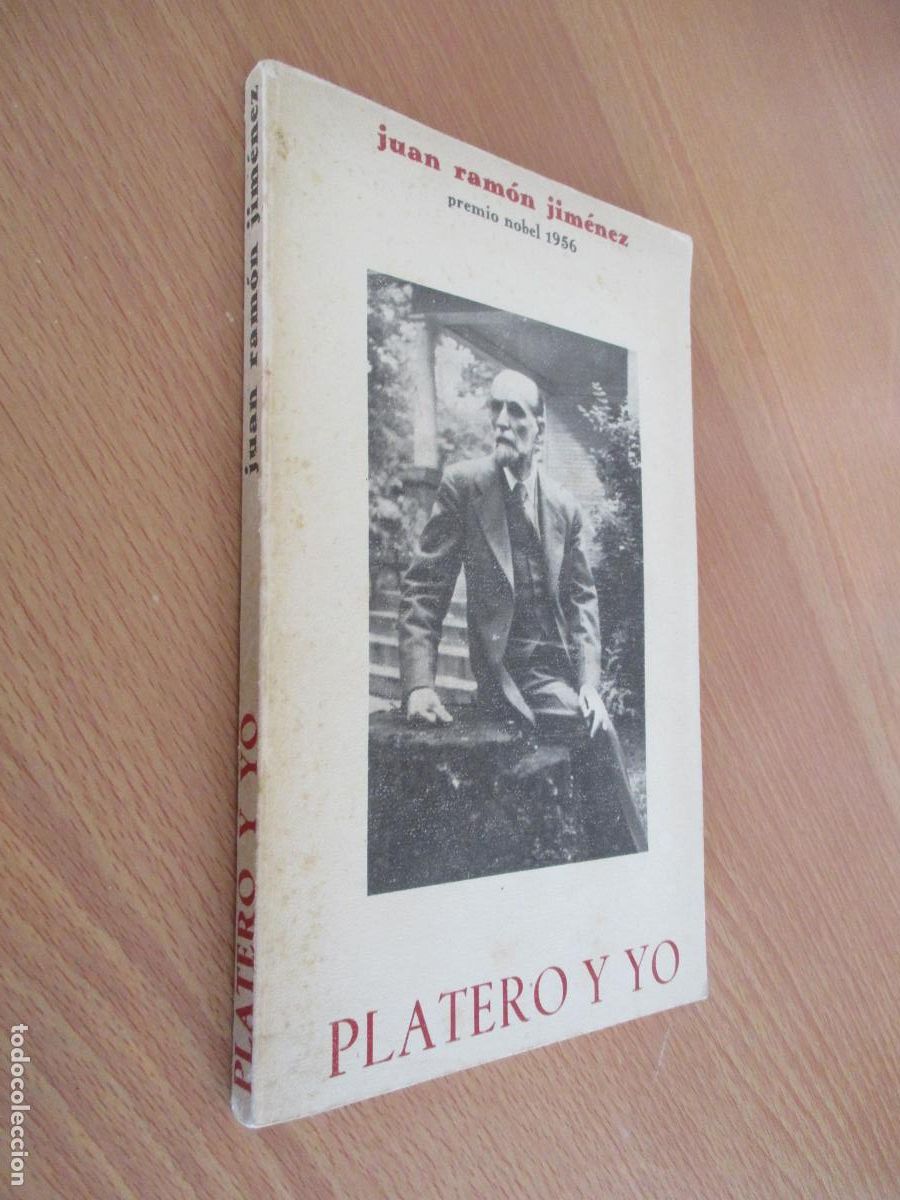 juan ramón jiménez
premio nobel 1956
PLATERO Y YO
juan ramón jiménez
PLATERO Y YO
todocoleccion